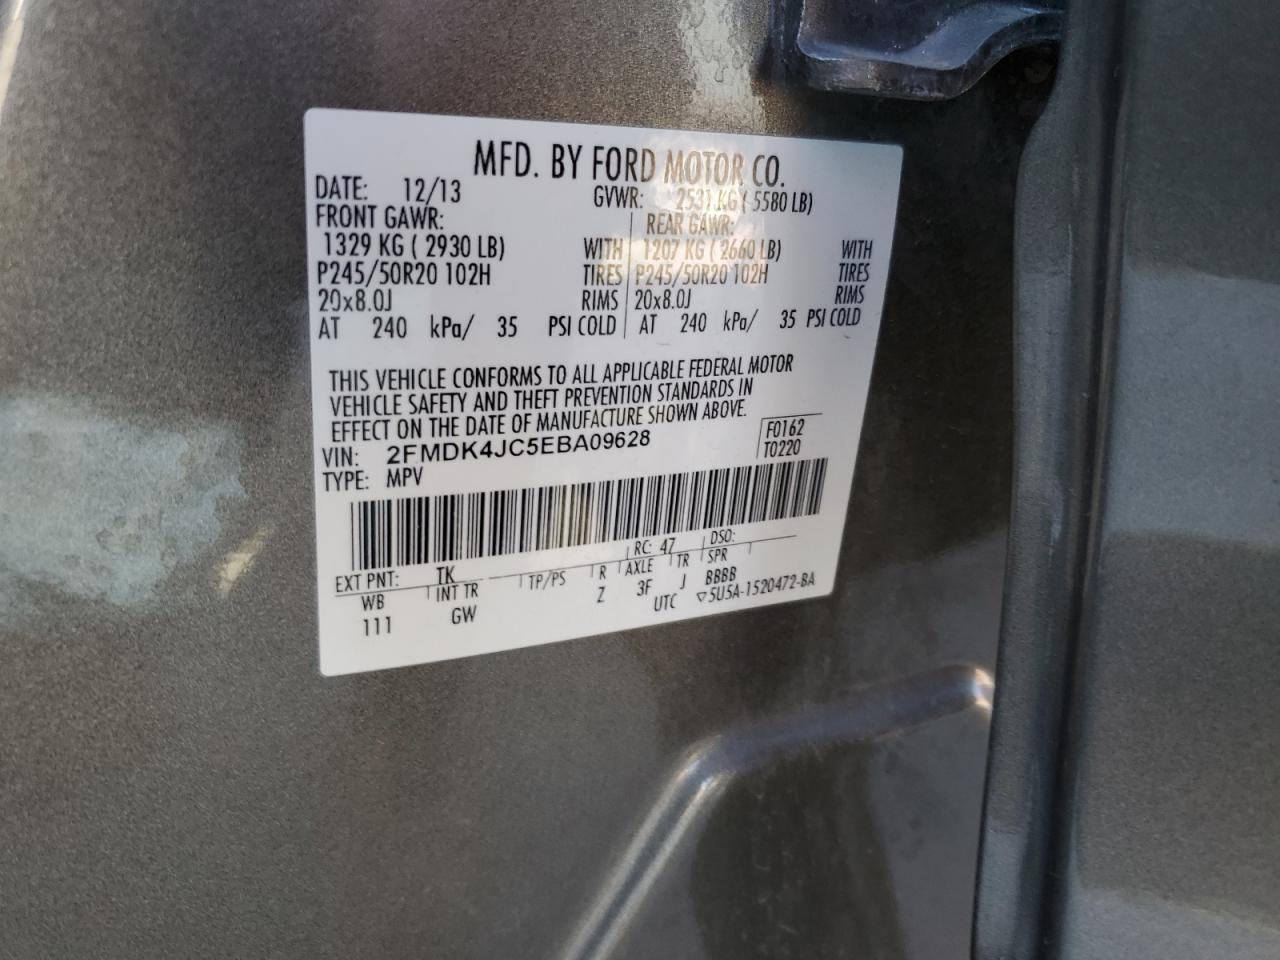 MFD. BY FORD MOTOR CO.
DATE: 12/13 GVWR: 2531 KG ( 5580 LB)
FRONT GAWR: REAR GAWR:
1329 KG ( 2930 LB) WITH 1207 KG ( 2660 LB) WITH
P245/50R20 102H TIRES P245/50R20 102H TIRES
20x8.0J RIMS 20x8.0J RIMS
AT 240 kPa/ 35 PSI COLD AT 240 kPa/ 35 PSI COLD
THIS VEHICLE CONFORMS TO ALL APPLICABLE FEDERAL MOTOR
VEHICLE SAFETY AND THEFT PREVENTION STANDARDS IN
EFFECT ON THE DATE OF MANUFACTURE SHOWN ABOVE.
VIN: 2FMDK4JC5EBA09628 F0162
TYPE: MPV T0220
EXT PNT: TK RC: 47 DSO:
WB INT TR TP/PS R AXLE TR SPR
111 GW Z 3F J BBBB
UTC ▽5U5A-1520472-BA